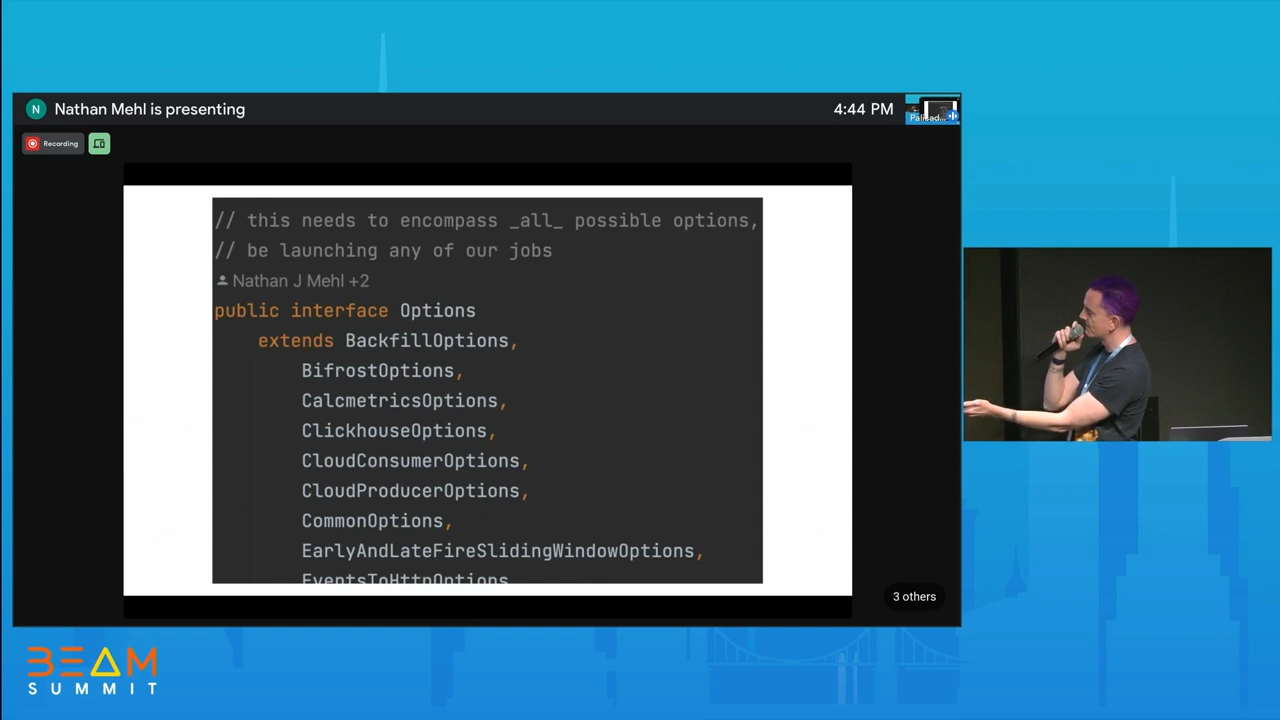 N Nathan Mehl is presenting
4:44 PM
Recording
// this needs to encompass _all_ possible options,
// be launching any of our jobs
Nathan J Mehl +2
public interface Options
extends BackfillOptions,
BifrostOptions,
CalcmetricsOptions,
ClickhouseOptions,
CloudConsumerOptions,
CloudProducerOptions,
CommonOptions,
EarlyAndLateFireSlidingWindowOptions,
EventsToHttpOptions
3 others
BEAM
SUMMIT